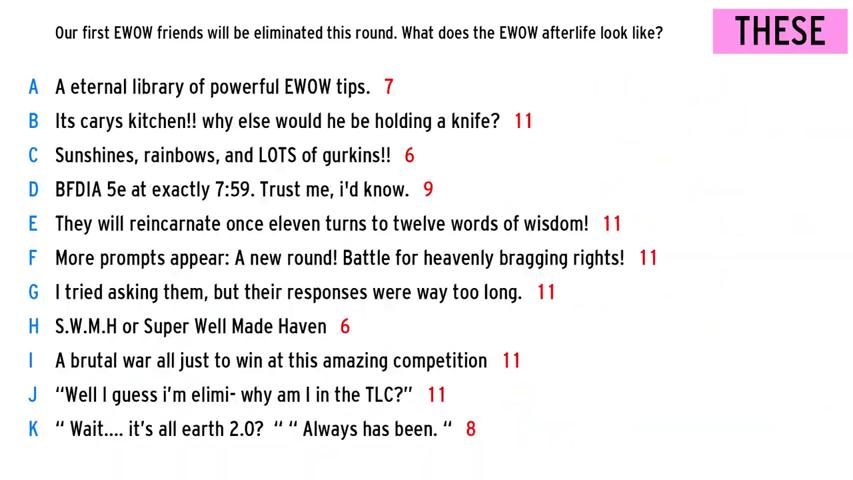 Our first EWOW friends will be eliminated this round. What does the EWOW afterlife look like?
THESE
A A eternal library of powerful EWOW tips. 7
B Its carys kitchen!! why else would he be holding a knife? 11
C Sunshines, rainbows, and LOTS of gurkins!! 6
D BFDIA 5e at exactly 7:59. Trust me, i'd know. 9
E They will reincarnate once eleven turns to twelve words of wisdom! 11
F More prompts appear: A new round! Battle for heavenly bragging rights! 11
G I tried asking them, but their responses were way too long. 11
H S.W.M.H or Super Well Made Haven 6
I A brutal war all just to win at this amazing competition 11
J “Well I guess i’m elimi- why am I in the TLC?” 11
K “ Wait.... it’s all earth 2.0? “ “ Always has been. “ 8